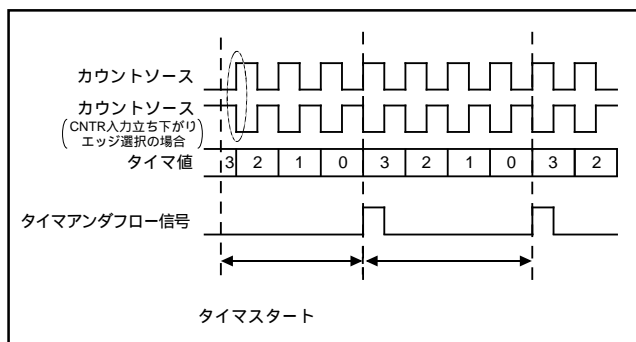 カウントソース
カウントソース
(CNTR入力立ち下がり
エッジ選択の場合)
タイマ値 3 2 1 0 3 2 1 0 3 2
タイマアンダフロー信号
タイマスタート